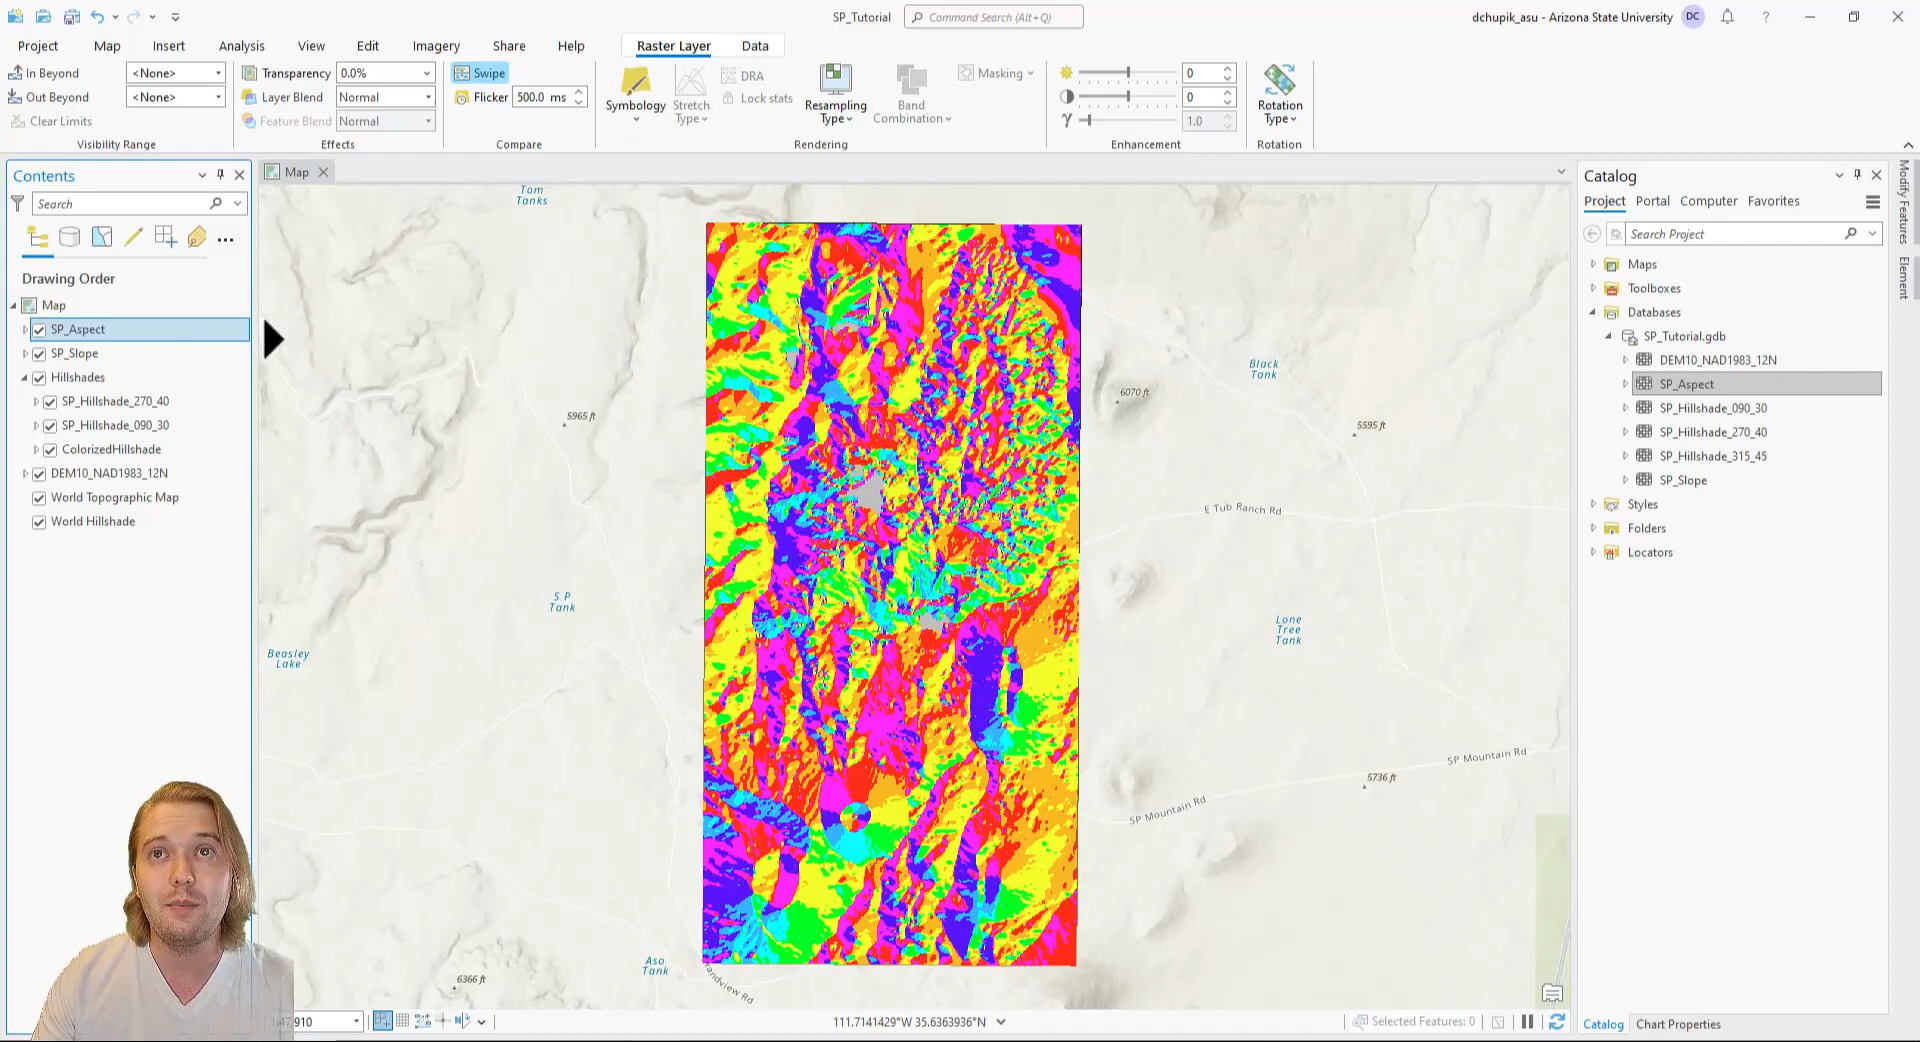 SP_Tutorial
Command Search (Alt+Q)
dchupik_asu - Arizona State University
DC
?
Project
Map
Insert
Analysis
View
Edit
Imagery
Share
Help
Raster Layer
Data
In Beyond
<None>
Out Beyond
<None>
Clear Limits
Visibility Range
Transparency
0.0%
Layer Blend
Normal
Feature Blend
Normal
Effects
Swipe
Flicker
500.0 ms
Compare
Symbology
Stretch
Type
DRA
Lock stats
Resampling
Type
Band
Combination
Masking
Rendering
0
0
γ
1.0
Enhancement
Rotation
Type
Rotation
Contents
Search
Drawing Order
Map
SP_Aspect
SP_Slope
Hillshades
SP_Hillshade_270_40
SP_Hillshade_090_30
ColorizedHillshade
DEM10_NAD1983_12N
World Topographic Map
World Hillshade
Map
Tom
Tanks
5965 ft
S P
Tank
Beasley
Lake
6366 ft
Aso
Tank
randview Rd
6070 ft
Black
Tank
5595 ft
E Tub Ranch Rd
Lone
Tree
Tank
SP Mountain Rd
5736 ft
SP Mountain Rd
910
111.7141429°W 35.6363936°N
Selected Features: 0
Catalog
Project
Portal
Computer
Favorites
Search Project
Maps
Toolboxes
Databases
SP_Tutorial.gdb
DEM10_NAD1983_12N
SP_Aspect
SP_Hillshade_090_30
SP_Hillshade_270_40
SP_Hillshade_315_45
SP_Slope
Styles
Folders
Locators
Catalog
Chart Properties
Modify Features
Element